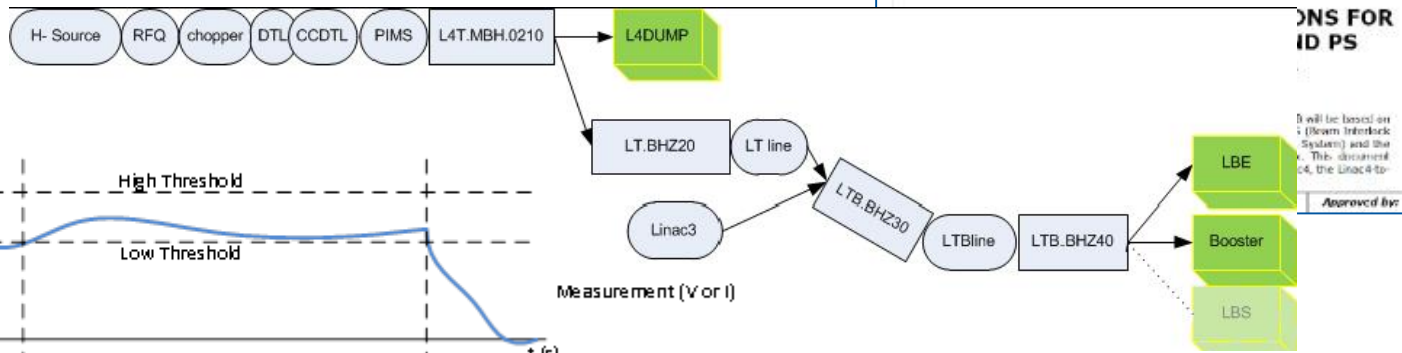 H- Source
RFQ
chopper
DTL
CCDTL
PIMS
L4T.MBH.0210
L4DUMP
ONS FOR
ND PS
LT.BHZ20
LT line
will be based on
(Beam Interlock
System) and the
This document
c4, the Linac4-to-
LBE
Approved by:
High Threshold
LTB.BHZ30
Linac3
LTBline
LTB..BHZ40
Booster
Low Threshold
Measurement (V or I)
LBS
t (s)